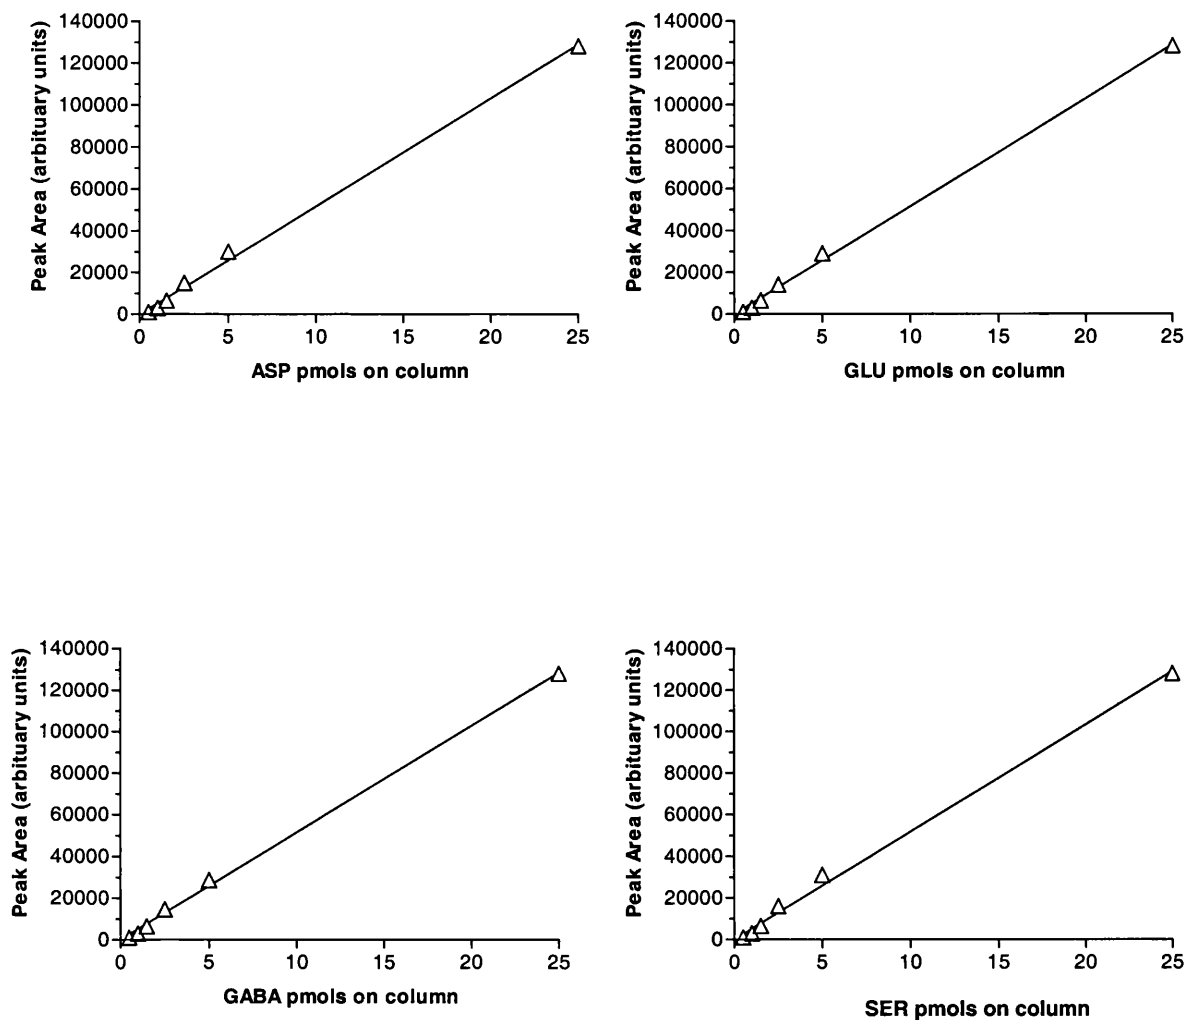 Peak Area (arbituary units)
140000
120000
100000
80000
60000
40000
20000
0
0 5 10 15 20 25
ASP pmols on column
Peak Area (arbituary units)
140000
120000
100000
80000
60000
40000
20000
0
0 5 10 15 20 25
GLU pmols on column
Peak Area (arbituary units)
140000
120000
100000
80000
60000
40000
20000
0
0 5 10 15 20 25
GABA pmols on column
Peak Area (arbituary units)
140000
120000
100000
80000
60000
40000
20000
0
0 5 10 15 20 25
SER pmols on column